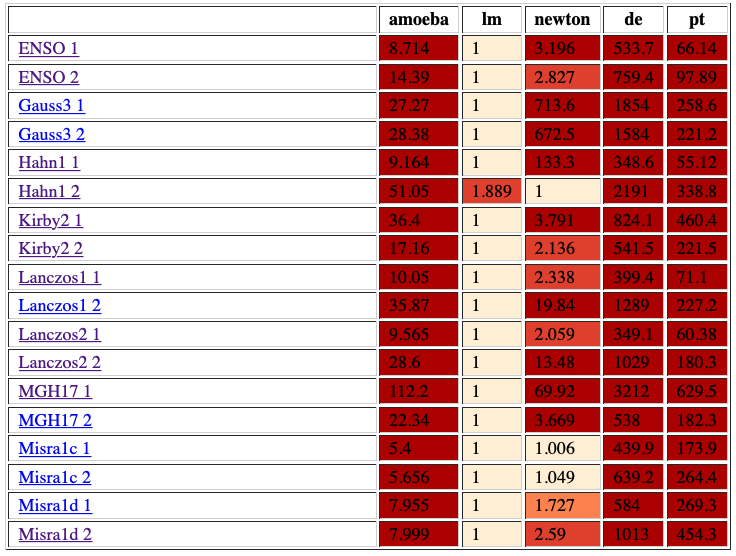 amoeba lm newton de pt
ENSO 1 8.714 1 3.196 533.7 66.14
ENSO 2 14.39 1 2.827 759.4 97.89
Gauss3 1 27.27 1 713.6 1854 258.6
Gauss3 2 28.38 1 672.5 1584 221.2
Hahn1 1 9.164 1 133.3 348.6 55.12
Hahn1 2 51.05 1.889 1 2191 338.8
Kirby2 1 36.4 1 3.791 824.1 460.4
Kirby2 2 17.16 1 2.136 541.5 221.5
Lanczos1 1 10.05 1 2.338 399.4 71.1
Lanczos1 2 35.87 1 19.84 1289 227.2
Lanczos2 1 9.565 1 2.059 349.1 60.38
Lanczos2 2 28.6 1 13.48 1029 180.3
MGH17 1 112.2 1 69.92 3212 629.5
MGH17 2 22.34 1 3.669 538 182.3
Misra1c 1 5.4 1 1.006 439.9 173.9
Misra1c 2 5.656 1 1.049 639.2 264.4
Misra1d 1 7.955 1 1.727 584 269.3
Misra1d 2 7.999 1 2.59 1013 454.3